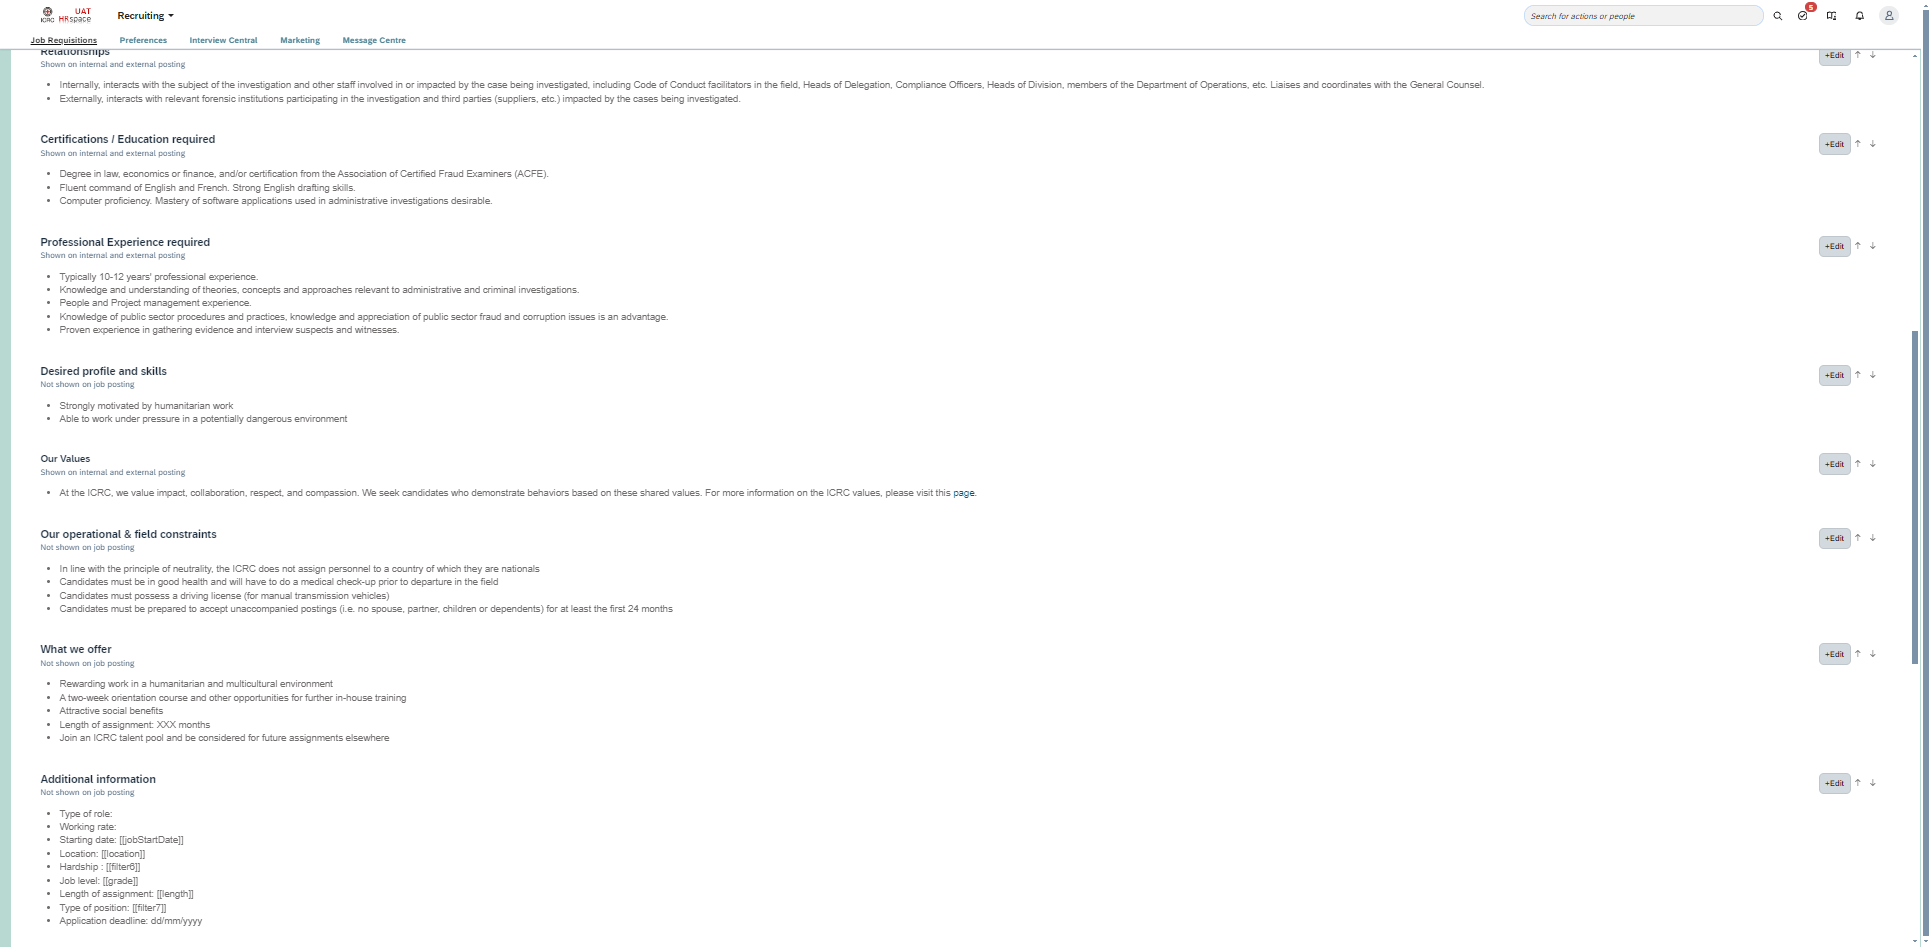 ICRC UAT HRspace
Recruiting
Search for actions or people
5
Job Requisitions Preferences Interview Central Marketing Message Centre
Relationships
+Edit
Shown on internal and external posting
Internally, interacts with the subject of the investigation and other staff involved in or impacted by the case being investigated, including Code of Conduct facilitators in the field, Heads of Delegation, Compliance Officers, Heads of Division, members of the Department of Operations, etc. Liaises and coordinates with the General Counsel.
Externally, interacts with relevant forensic institutions participating in the investigation and third parties (suppliers, etc.) impacted by the cases being investigated.
Certifications / Education required
+Edit
Shown on internal and external posting
Degree in law, economics or finance, and/or certification from the Association of Certified Fraud Examiners (ACFE).
Fluent command of English and French. Strong English drafting skills.
Computer proficiency. Mastery of software applications used in administrative investigations desirable.
Professional Experience required
+Edit
Shown on internal and external posting
Typically 10-12 years' professional experience.
Knowledge and understanding of theories, concepts and approaches relevant to administrative and criminal investigations.
People and Project management experience.
Knowledge of public sector procedures and practices, knowledge and appreciation of public sector fraud and corruption issues is an advantage.
Proven experience in gathering evidence and interview suspects and witnesses.
Desired profile and skills
+Edit
Not shown on job posting
Strongly motivated by humanitarian work
Able to work under pressure in a potentially dangerous environment
Our Values
+Edit
Shown on internal and external posting
At the ICRC, we value impact, collaboration, respect, and compassion. We seek candidates who demonstrate behaviors based on these shared values. For more information on the ICRC values, please visit this page.
Our operational & field constraints
+Edit
Not shown on job posting
In line with the principle of neutrality, the ICRC does not assign personnel to a country of which they are nationals
Candidates must be in good health and will have to do a medical check-up prior to departure in the field
Candidates must possess a driving license (for manual transmission vehicles)
Candidates must be prepared to accept unaccompanied postings (i.e. no spouse, partner, children or dependents) for at least the first 24 months
What we offer
+Edit
Not shown on job posting
Rewarding work in a humanitarian and multicultural environment
A two-week orientation course and other opportunities for further in-house training
Attractive social benefits
Length of assignment: XXX months
Join an ICRC talent pool and be considered for future assignments elsewhere
Additional information
+Edit
Not shown on job posting
Type of role:
Working rate:
Starting date: [[jobStartDate]]
Location: [[location]]
Hardship : [[filter6]]
Job level: [[grade]]
Length of assignment: [[length]]
Type of position: [[filter7]]
Application deadline: dd/mm/yyyy